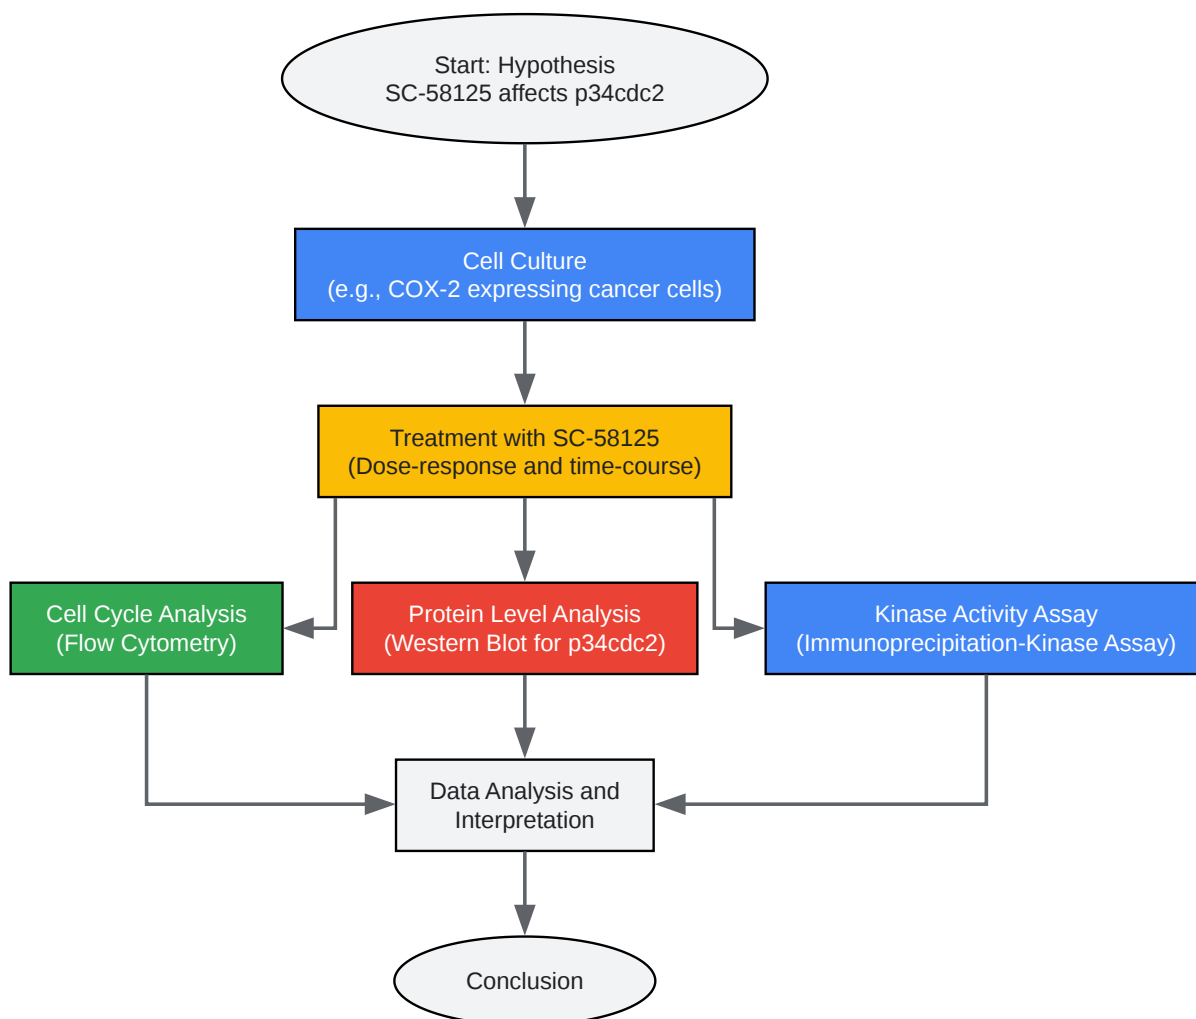 Start: Hypothesis
SC-58125 affects p34cdc2
Cell Culture
(e.g., COX-2 expressing cancer cells)
Treatment with SC-58125
(Dose-response and time-course)
Cell Cycle Analysis
(Flow Cytometry)
Protein Level Analysis
(Western Blot for p34cdc2)
Kinase Activity Assay
(Immunoprecipitation-Kinase Assay)
Data Analysis and
Interpretation
Conclusion